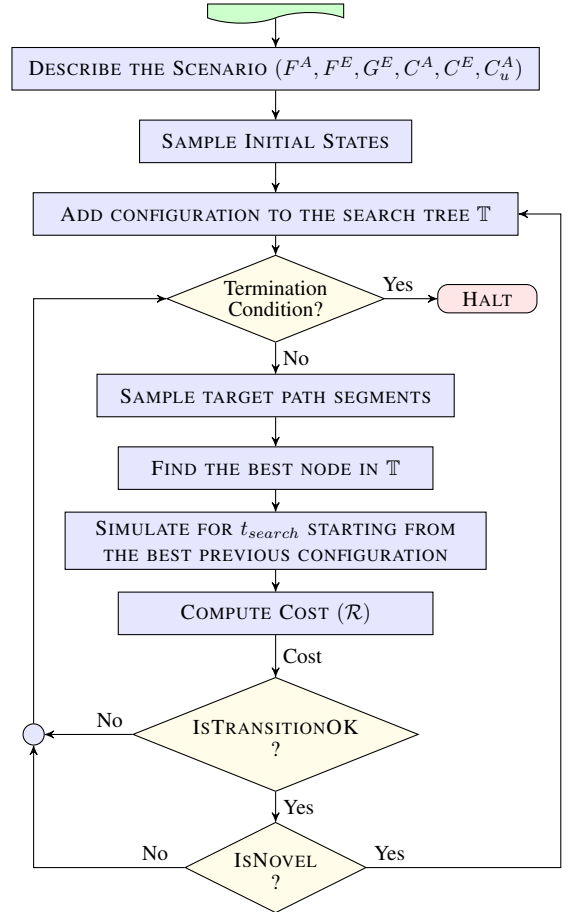 DESCRIBE THE SCENARIO (F^A, F^E, G^E, C^A, C^E, C_u^A)
SAMPLE INITIAL STATES
ADD CONFIGURATION TO THE SEARCH TREE 𝕋
Termination
Condition?
Yes
HALT
No
SAMPLE TARGET PATH SEGMENTS
FIND THE BEST NODE IN 𝕋
SIMULATE FOR t_search STARTING FROM
THE BEST PREVIOUS CONFIGURATION
COMPUTE COST (ℛ)
Cost
No
ISTRANSITIONOK
?
Yes
No
ISNOVEL
?
Yes